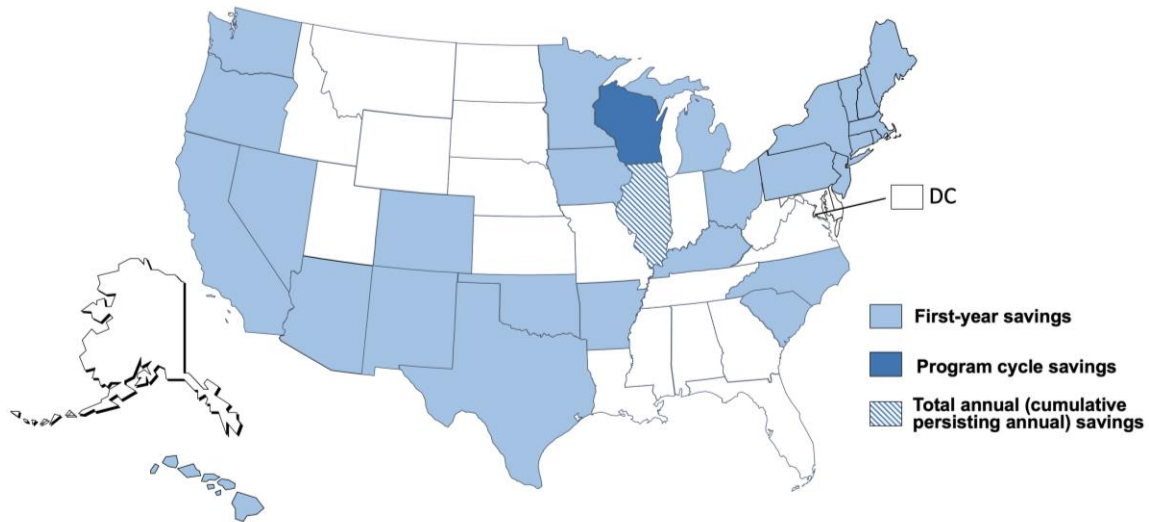 DC
First-year savings
Program cycle savings
Total annual (cumulative
persisting annual) savings